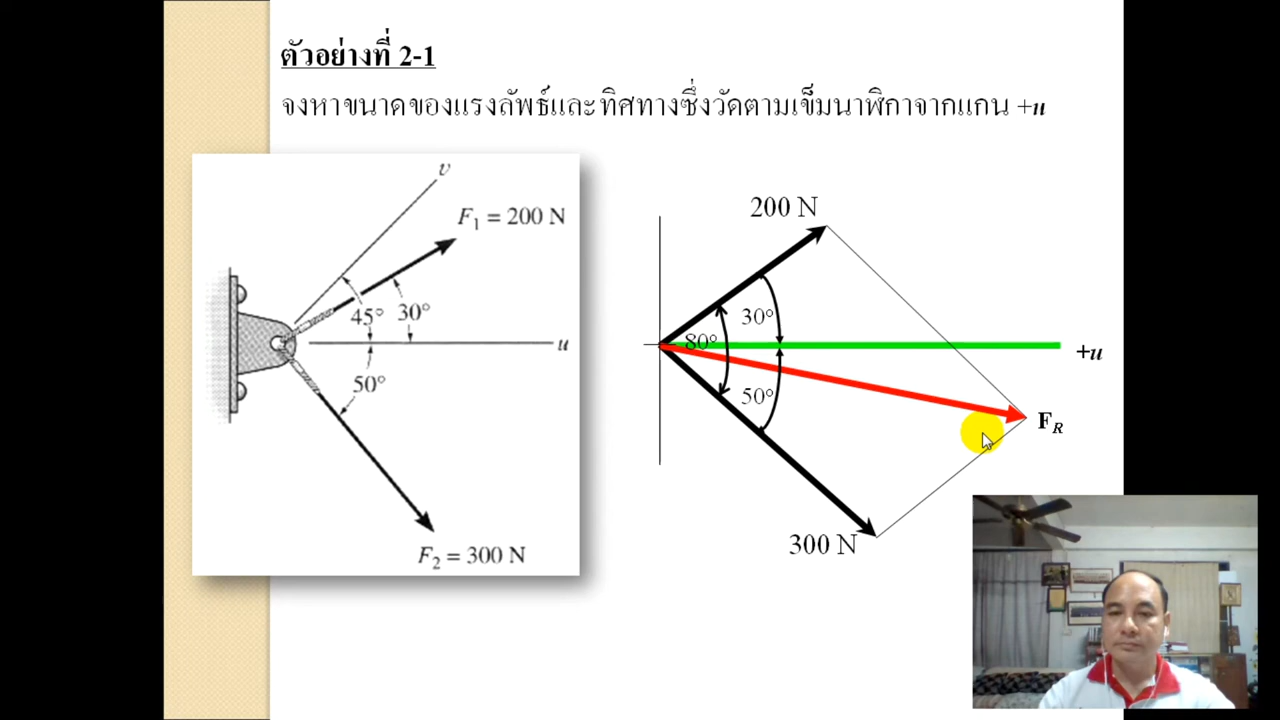 ตัวอย่างที่ 2-1
จงหาขนาดของแรงลัพธ์และทิศทางซึ่งวัดตามเข็มนาฬิกาจากแกน +u
v
F₁ = 200 N
45°
30°
u
50°
F₂ = 300 N
200 N
30°
80°
+u
50°
F_R
300 N